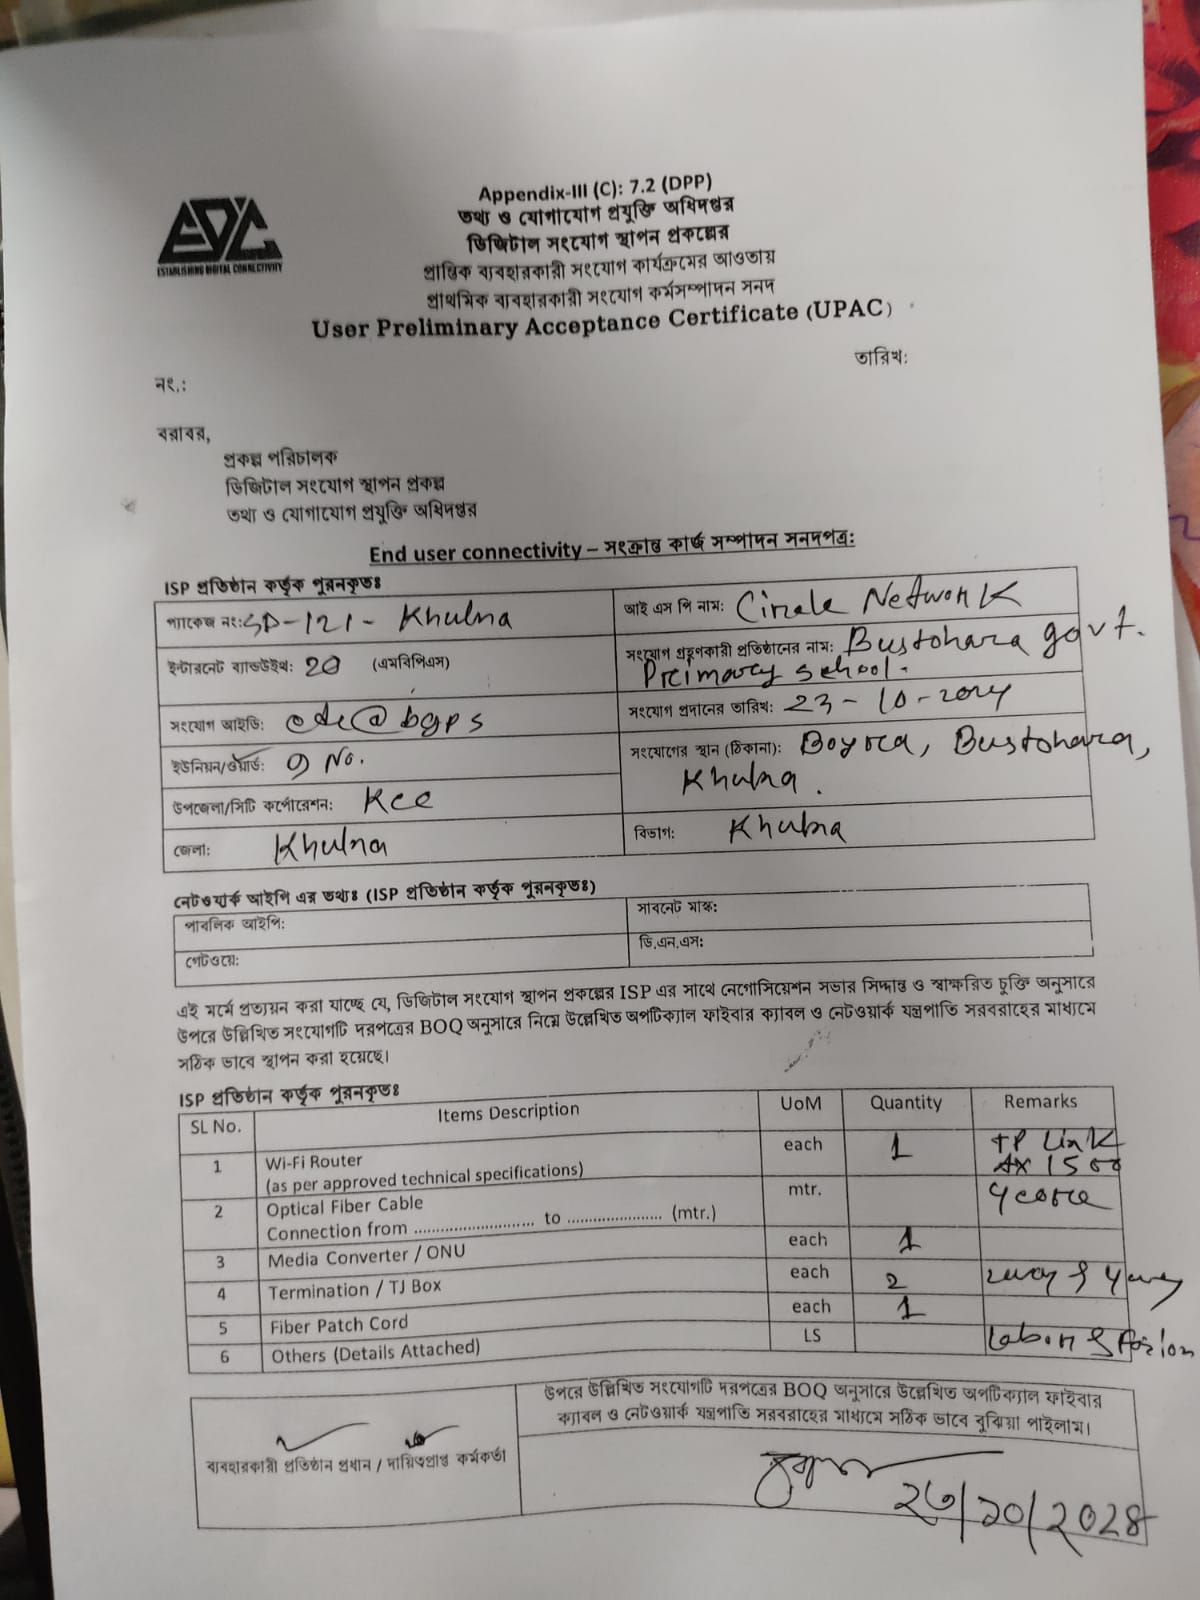 EDC
ESTABLISHING DIGITAL CONNECTIVITY
Appendix-III (C): 7.2 (DPP)
তথ্য ও যোগাযোগ প্রযুক্তি অধিদপ্তর
ডিজিটাল সংযোগ স্থাপন প্রকল্পের
প্রান্তিক ব্যবহারকারী সংযোগ কার্যক্রমের আওতায়
প্রাথমিক ব্যবহারকারী সংযোগ কর্মসম্পাদন সনদ
User Preliminary Acceptance Certificate (UPAC)
তারিখ:
নং.:
বরাবর,
প্রকল্প পরিচালক
ডিজিটাল সংযোগ স্থাপন প্রকল্প
তথ্য ও যোগাযোগ প্রযুক্তি অধিদপ্তর
End user connectivity – সংক্রান্ত কার্জ সম্পাদন সনদপত্র:
ISP প্রতিষ্ঠান কর্তৃক পুরনকৃতঃ
প্যাকেজ নং: SD-121- Khulna
আই এস পি নাম: Circle Network
ইন্টারনেট ব্যান্ডউইথ: 20 (এমবিপিএস)
সংযোগ গ্রহণকারী প্রতিষ্ঠানের নাম: Bustohara govt.
Primary school.
সংযোগ আইডি: edc@bgps
সংযোগ প্রদানের তারিখ: 23-10-2024
ইউনিয়ন/ওয়ার্ড: 9 No.
সংযোগের স্থান (ঠিকানা): Boyra, Bustohara,
Khulna.
উপজেলা/সিটি কর্পোরেশন: KCC
জেলা: Khulna
বিভাগ: Khulna
নেটওয়ার্ক আইপি এর তথ্যঃ (ISP প্রতিষ্ঠান কর্তৃক পুরনকৃতঃ)
পাবলিক আইপি:
সাবনেট মাস্ক:
গেটওয়ে:
ডি.এন.এস:
এই মর্মে প্রত্যয়ন করা যাচ্ছে যে, ডিজিটাল সংযোগ স্থাপন প্রকল্পের ISP এর সাথে নেগোসিয়েশন সভার সিদ্ধান্ত ও স্বাক্ষরিত চুক্তি অনুসারে
উপরে উল্লিখিত সংযোগটি দরপত্রের BOQ অনুসারে নিম্নে উল্লেখিত অপটিক্যাল ফাইবার ক্যাবল ও নেটওয়ার্ক যন্ত্রপাতি সরবরাহের মাধ্যমে
সঠিক ভাবে স্থাপন করা হয়েছে।
ISP প্রতিষ্ঠান কর্তৃক পুরনকৃতঃ
SL No. Items Description UoM Quantity Remarks
1 Wi-Fi Router each 1 TP Link
(as per approved technical specifications) AX 1500
2 Optical Fiber Cable mtr. 4 core
Connection from ........................... to ...................... (mtr.)
3 Media Converter / ONU each 1
4 Termination / TJ Box each 2 2way & 4way
5 Fiber Patch Cord each 1
6 Others (Details Attached) LS Labor &
উপরে উল্লিখিত সংযোগটি দরপত্রের BOQ অনুসারে উল্লেখিত অপটিক্যাল ফাইবার
ক্যাবল ও নেটওয়ার্ক যন্ত্রপাতি সরবরাহের মাধ্যমে সঠিক ভাবে বুঝিয়া পাইলাম।
ব্যবহারকারী প্রতিষ্ঠান প্রধান / দায়িত্বপ্রাপ্ত কর্মকর্তা
২৩/১০/২০২৪